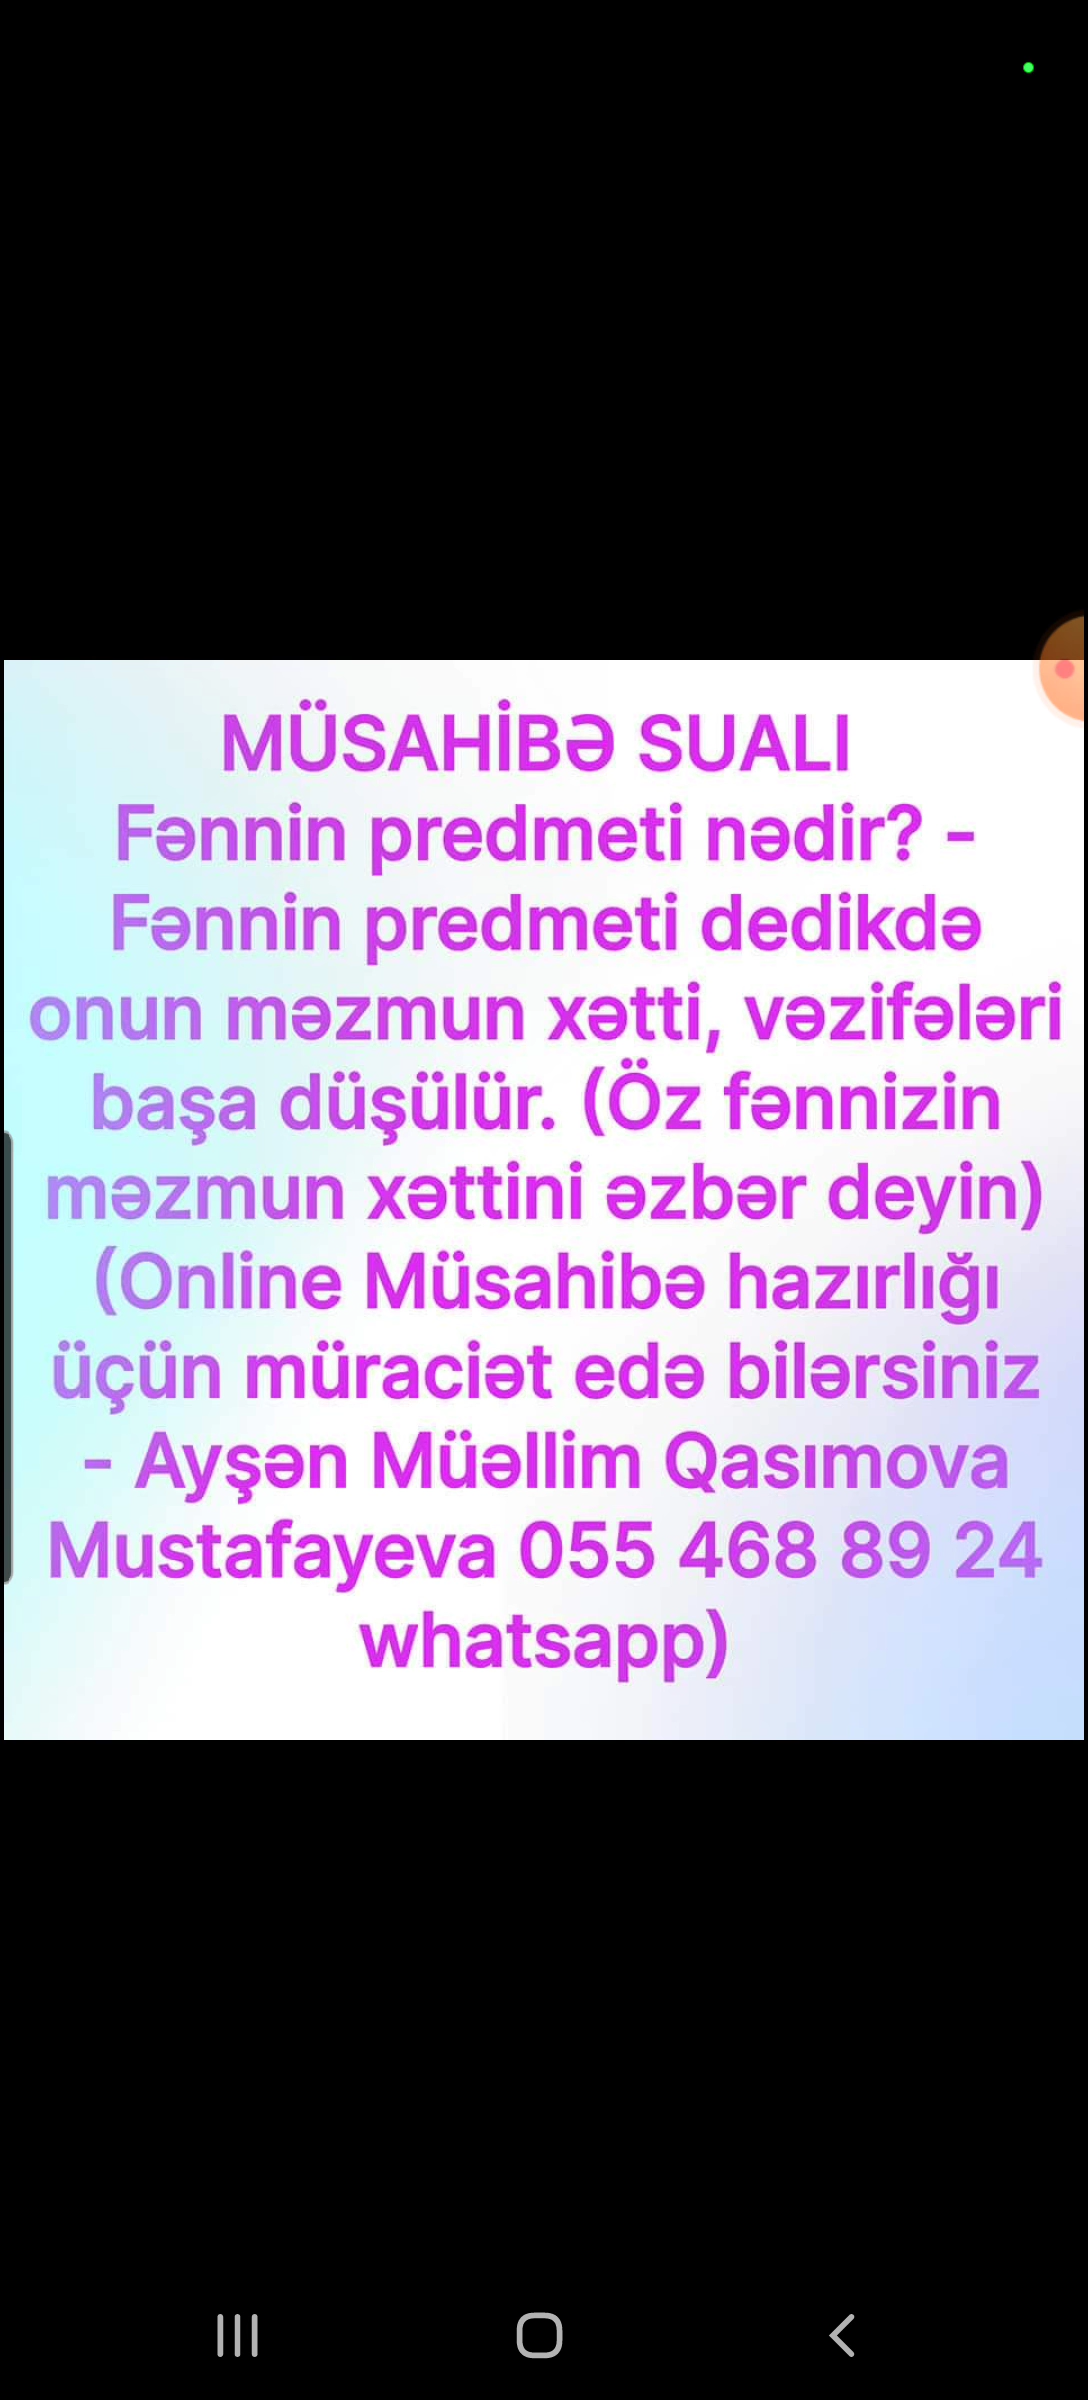 MÜSAHİBƏ SUALI
Fənnin predmeti nədir? -
Fənnin predmeti dedikdə
onun məzmun xətti, vəzifələri
başa düşülür. (Öz fənnizin
məzmun xəttini əzbər deyin)
(Online Müsahibə hazırlığı
üçün müraciət edə bilərsiniz
- Ayşən Müəllim Qasımova
Mustafayeva 055 468 89 24
whatsapp)